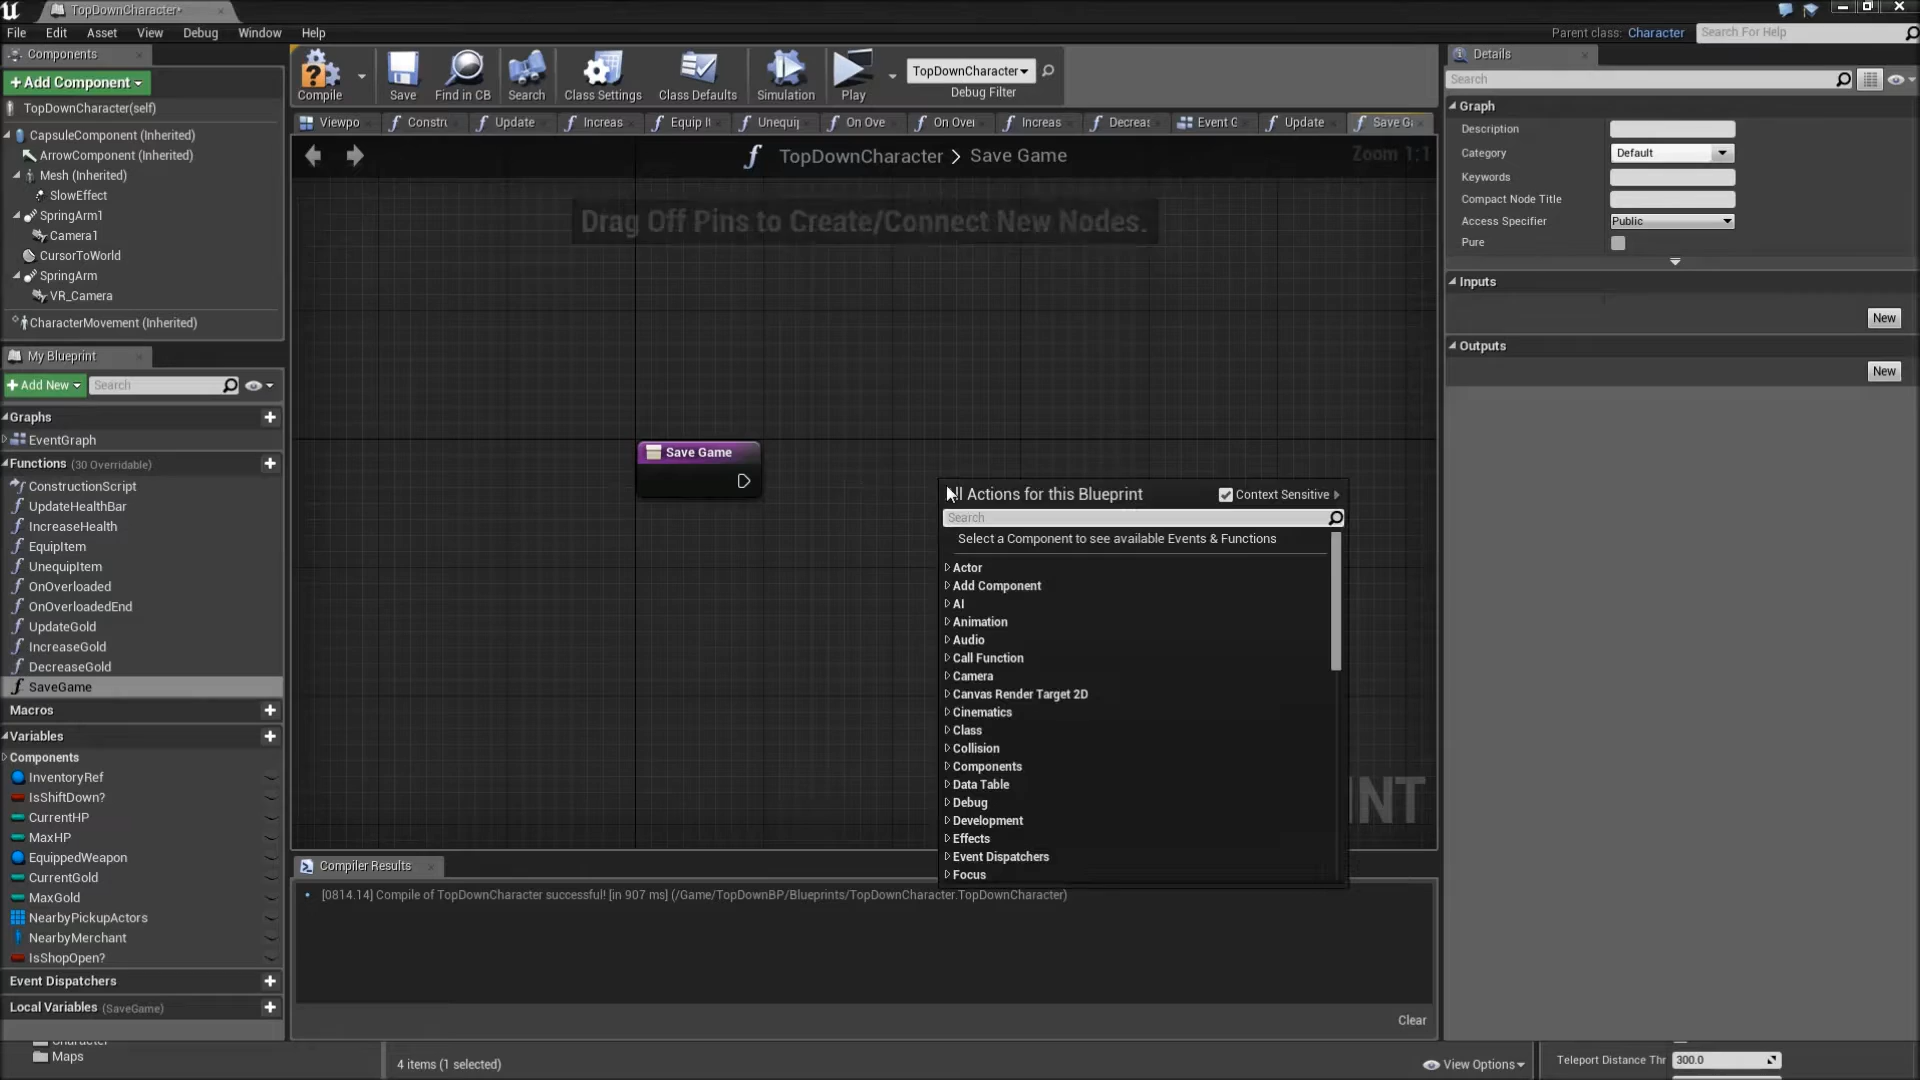 TopDownCharacter*
File Edit Asset View Debug Window Help
Parent class: Character
Search For Help
Components
+Add Component
TopDownCharacter(self)
CapsuleComponent (Inherited)
ArrowComponent (Inherited)
Mesh (Inherited)
SlowEffect
SpringArm1
Camera1
CursorToWorld
SpringArm
VR_Camera
CharacterMovement (Inherited)
My Blueprint
+Add New
Search
Graphs
EventGraph
Functions (30 Overridable)
ConstructionScript
UpdateHealthBar
IncreaseHealth
EquipItem
UnequipItem
OnOverloaded
OnOverloadedEnd
UpdateGold
IncreaseGold
DecreaseGold
SaveGame
Macros
Variables
Components
InventoryRef
IsShiftDown?
CurrentHP
MaxHP
EquippedWeapon
CurrentGold
MaxGold
NearbyPickupActors
NearbyMerchant
IsShopOpen?
Event Dispatchers
Local Variables (SaveGame)
Maps
Compile
Save
Find in CB
Search
Class Settings
Class Defaults
Simulation
Play
TopDownCharacter
Debug Filter
Viewpo Constru Update Increas Equip It Unequip On Ove On Over Increas Decrea Event G Update Save G
TopDownCharacter > Save Game
Zoom 1:1
Drag Off Pins to Create/Connect New Nodes.
Save Game
ll Actions for this Blueprint
Context Sensitive
Search
Select a Component to see available Events & Functions
Actor
Add Component
AI
Animation
Audio
Call Function
Camera
Canvas Render Target 2D
Cinematics
Class
Collision
Components
Data Table
Debug
Development
Effects
Event Dispatchers
Focus
INT
Compiler Results
[0814.14] Compile of TopDownCharacter successful! [in 907 ms] (/Game/TopDownBP/Blueprints/TopDownCharacter.TopDownCharacter)
Clear
4 items (1 selected)
View Options
Details
Search
Graph
Description
Category
Default
Keywords
Compact Node Title
Access Specifier
Public
Pure
Inputs
New
Outputs
New
Teleport Distance Thr
300.0